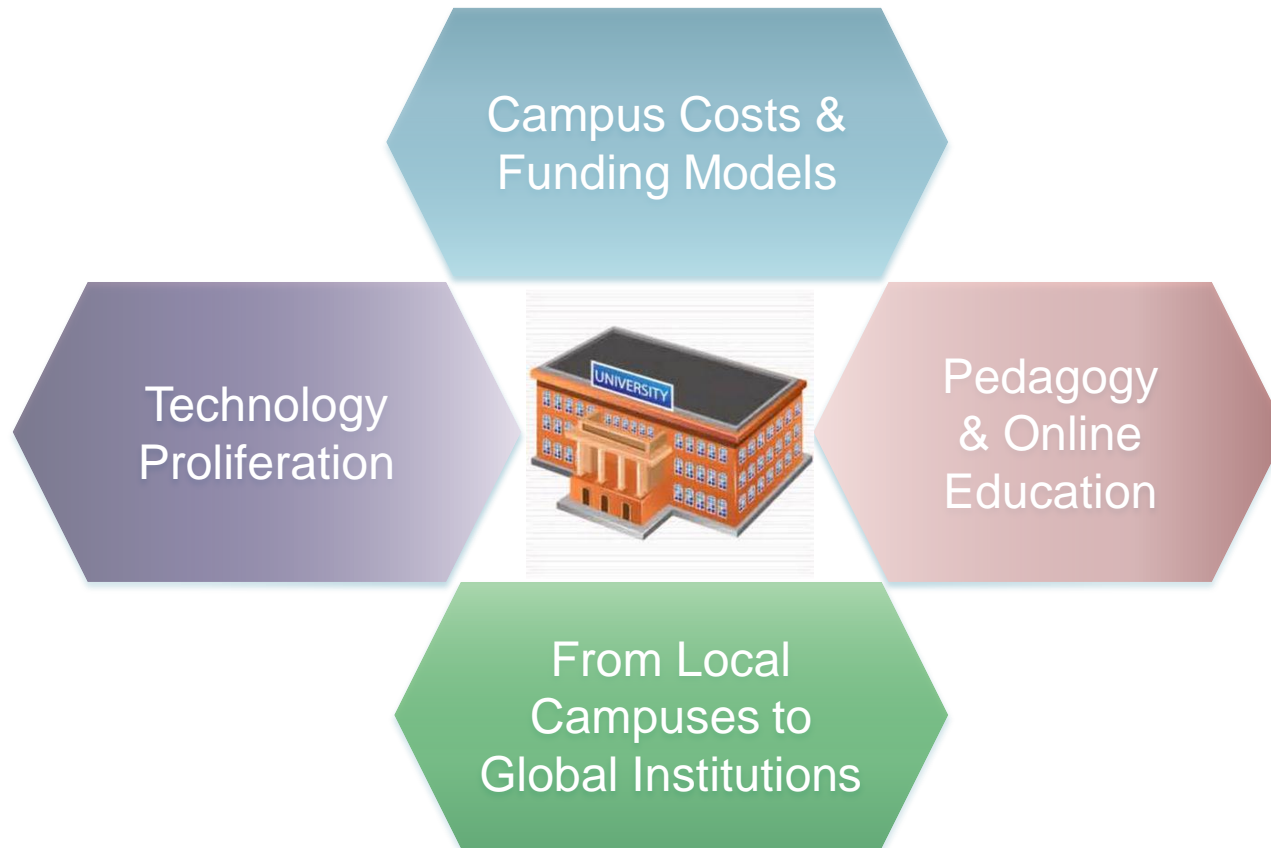 Campus Costs &
Funding Models
Technology
Proliferation
UNIVERSITY
Pedagogy
& Online
Education
From Local
Campuses to
Global Institutions